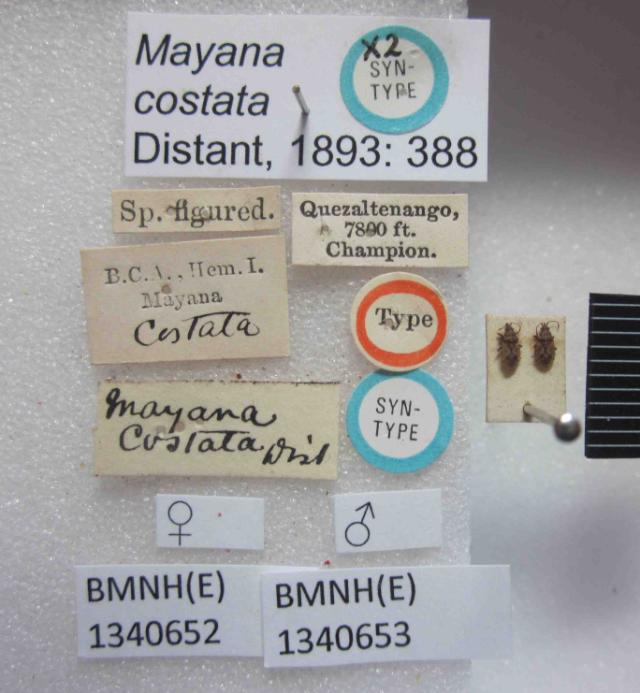 Mayana
costata
Distant, 1893: 388
X2
SYN-
TYPE
Sp. figured.
Quezaltenango,
7800 ft.
Champion.
B.C.A., Hem. I.
Mayana
Costata
Type
Mayana
Costata Dist
SYN-
TYPE
♀
♂
BMNH(E)
1340652
BMNH(E)
1340653